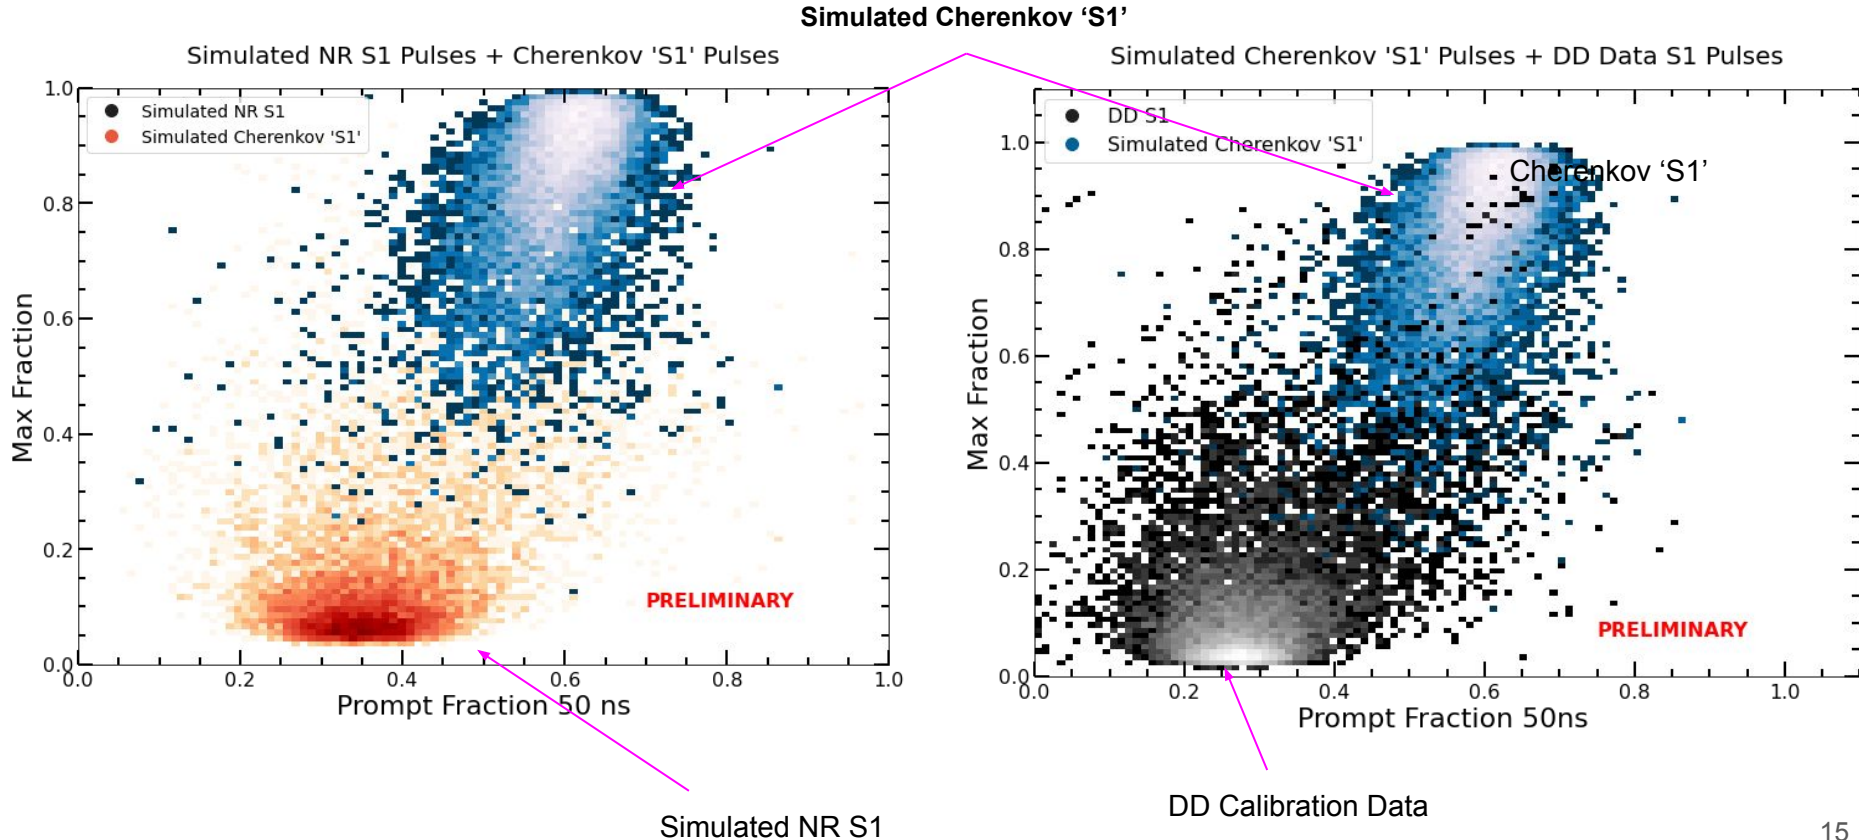 Simulated Cherenkov ‘S1’
Simulated NR S1 Pulses + Cherenkov 'S1' Pulses
Simulated NR S1
Simulated Cherenkov 'S1'
1.0
0.8
0.6
0.4
0.2
0.0
Max Fraction
PRELIMINARY
0.0 0.2 0.4 0.6 0.8 1.0
Prompt Fraction 50 ns
Simulated NR S1
Simulated Cherenkov 'S1' Pulses + DD Data S1 Pulses
DD S1
Simulated Cherenkov 'S1'
Cherenkov ‘S1’
1.0
0.8
0.6
0.4
0.2
0.0
Max Fraction
PRELIMINARY
0.0 0.2 0.4 0.6 0.8 1.0
Prompt Fraction 50ns
DD Calibration Data
15